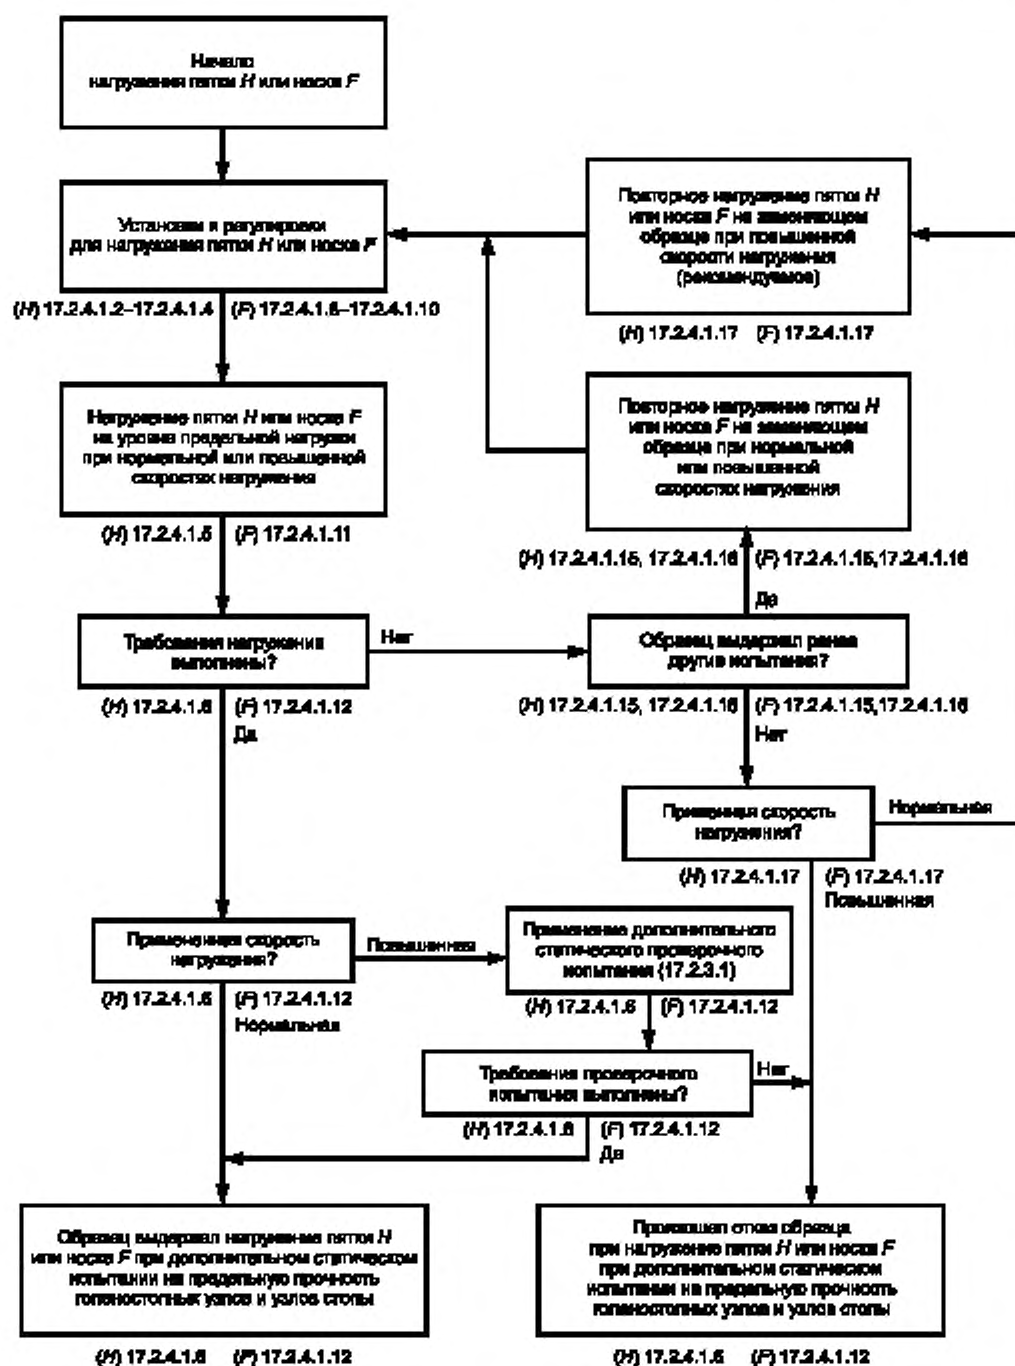 Начало
нагружения пятки H или носка F
Установки и регулировки
для нагружения пятки H или носка F
(H) 17.2.4.1.2–17.2.4.1.4 (F) 17.2.4.1.8–17.2.4.1.10
Повторное нагружение пятки H
или носка F на заменяющем
образце при повышенной
скорости нагружения
(рекомендуемое)
(H) 17.2.4.1.17 (F) 17.2.4.1.17
Нагружение пятки H или носка F
на уровне предельной нагрузки
при нормальной или повышенной
скоростях нагружения
(H) 17.2.4.1.5 (F) 17.2.4.1.11
Повторное нагружение пятки H
или носка F на заменяющем
образце при нормальной
или повышенной
скоростях нагружения
(H) 17.2.4.1.15, 17.2.4.1.16 (F) 17.2.4.1.15,17.2.4.1.16
Да
Требования нагружения
выполнены?
Нет
(H) 17.2.4.1.6 (F) 17.2.4.1.12
Да
Образец выдержал ранее
другие испытания?
(H) 17.2.4.1.15, 17.2.4.1.16 (F) 17.2.4.1.15,17.2.4.1.16
Нет
скорость
нагружения?
Нормальная
(H) 17.2.4.1.17 (F) 17.2.4.1.17
Повышенная
Примененная скорость
нагружения?
Повышенная
(H) 17.2.4.1.6 (F) 17.2.4.1.12
Нормальная
Применение дополнительного
статического проверочного
испытания (17.2.3.1)
(H) 17.2.4.1.6 (F) 17.2.4.1.12
Требования проверочного
испытания выполнены?
Нет
(H) 17.2.4.1.6 (F) 17.2.4.1.12
Да
Образец выдержал нагружение пятки H
или носка F при дополнительном статическом
испытании на предельную прочность
голеностопных узлов и узлов стопы
(H) 17.2.4.1.6 (F) 17.2.4.1.12
Произошел отказ образца
при нагружение пятки H или носка F
при дополнительном статическом
испытании на предельную прочность
голеностопных узлов и узлов стопы
(H) 17.2.4.1.6 (F) 17.2.4.1.12